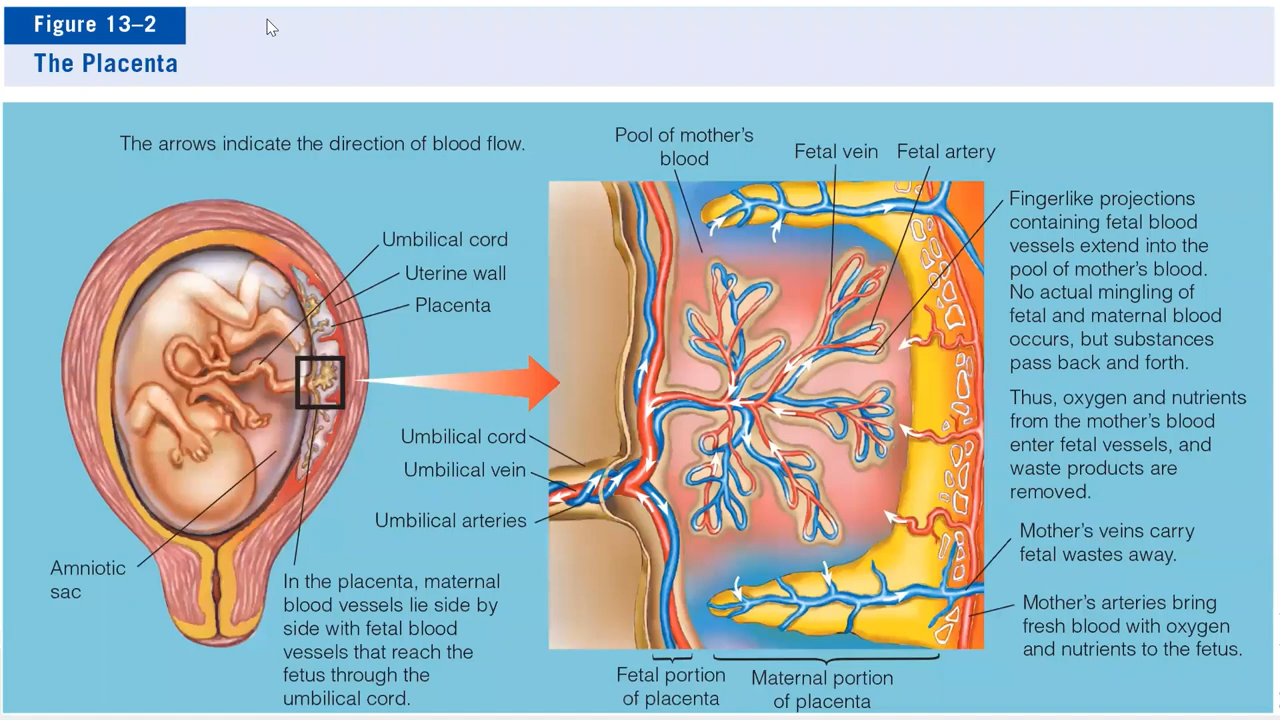 Figure 13–2
The Placenta
The arrows indicate the direction of blood flow.
Umbilical cord
Uterine wall
Placenta
Umbilical cord
Umbilical vein
Umbilical arteries
Amniotic
sac
In the placenta, maternal
blood vessels lie side by
side with fetal blood
vessels that reach the
fetus through the
umbilical cord.
Pool of mother's
blood
Fetal vein
Fetal artery
Fingerlike projections
containing fetal blood
vessels extend into the
pool of mother's blood.
No actual mingling of
fetal and maternal blood
occurs, but substances
pass back and forth.
Thus, oxygen and nutrients
from the mother's blood
enter fetal vessels, and
waste products are
removed.
Mother's veins carry
fetal wastes away.
Mother's arteries bring
fresh blood with oxygen
and nutrients to the fetus.
Fetal portion
of placenta
Maternal portion
of placenta